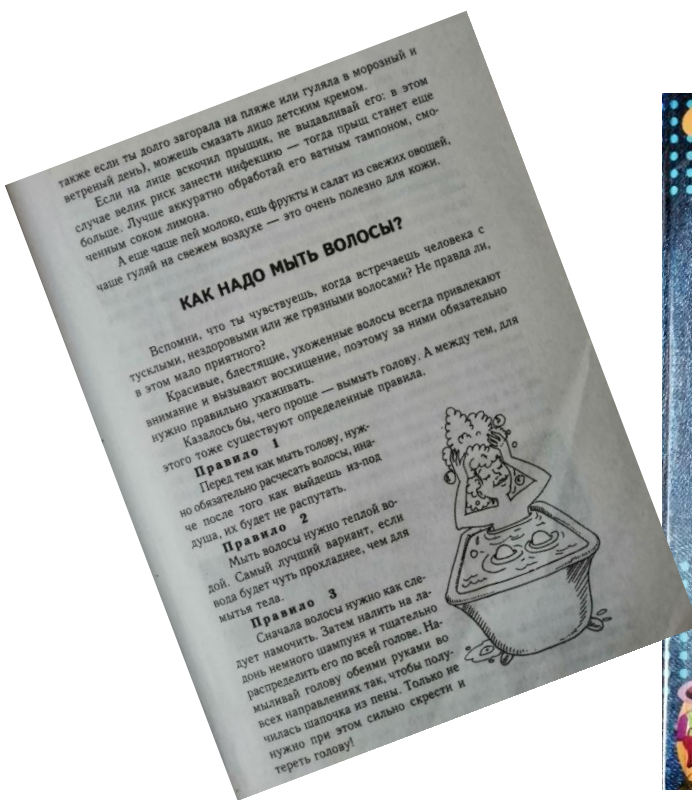 также если ты долго загорала на пляже или гуляла в морозный и
ветреный день), можешь смазать лицо детским кремом.
Если на лице вскочил прыщик, не выдавливай его: в этом
случае велик риск занести инфекцию — тогда прыщ станет еще
больше. Лучше аккуратно обработай его ватным тампоном, смо-
ченным соком лимона.
А еще чаще пей молоко, ешь фрукты и салат из свежих овощей,
чаще гуляй на свежем воздухе — это очень полезно для кожи.
КАК НАДО МЫТЬ ВОЛОСЫ?
Вспомни, что ты чувствуешь, когда встречаешь человека с
тусклыми, нездоровыми или же грязными волосами? Не правда ли,
в этом мало приятного?
Красивые, блестящие, ухоженные волосы всегда привлекают
внимание и вызывают восхищение, поэтому за ними обязательно
нужно правильно ухаживать.
Казалось бы, чего проще — вымыть голову. А между тем, для
этого тоже существуют определенные правила.
Правило 1
Перед тем как мыть голову, нуж-
но обязательно расчесать волосы, ина-
че после того как выйдешь из-под
душа, их будет не распутать.
Правило 2
Мыть волосы нужно теплой во-
дой. Самый лучший вариант, если
вода будет чуть прохладнее, чем для
мытья тела.
Правило 3
Сначала волосы нужно как сле-
дует намочить. Затем налить на ла-
донь немного шампуня и тщательно
распределить его по всей голове. На-
мыливай голову обеими руками во
всех направлениях так, чтобы полу-
чилась шапочка из пены. Только не
нужно при этом сильно скрести и
тереть голову!